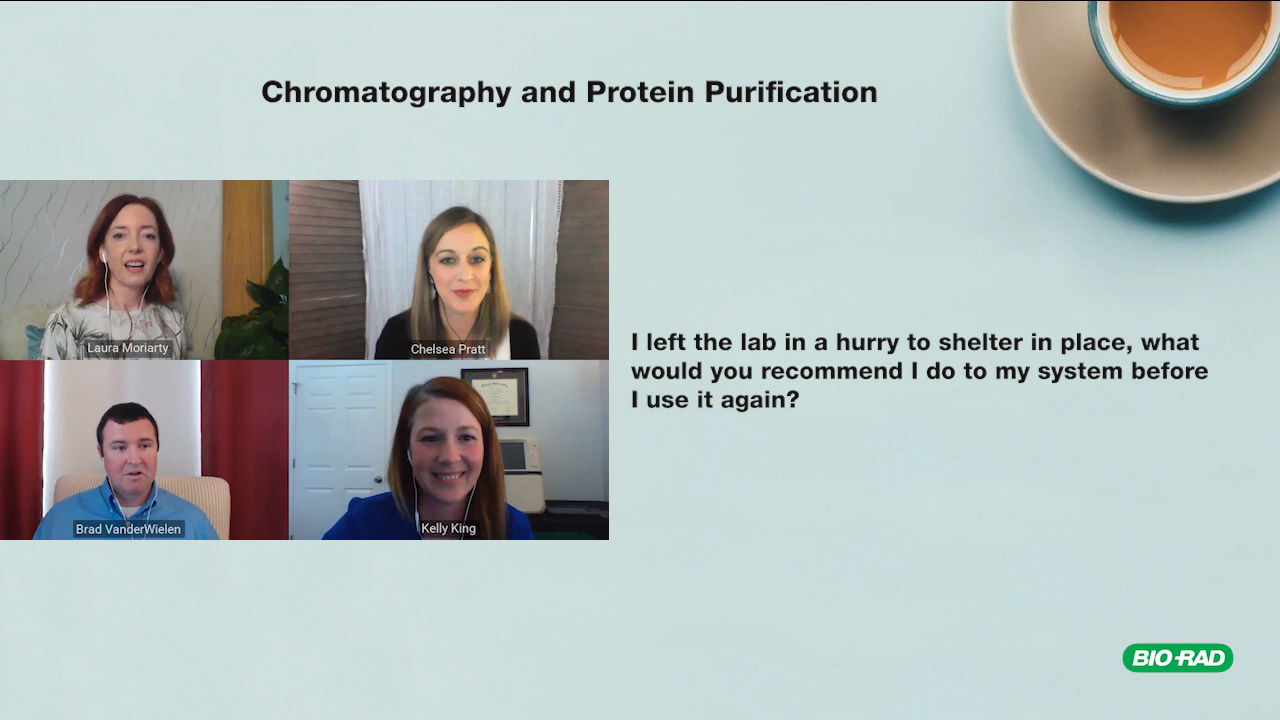 Chromatography and Protein Purification
Laura Moriarty
Chelsea Pratt
Brad VanderWielen
Kelly King
I left the lab in a hurry to shelter in place, what
would you recommend I do to my system before
I use it again?
BIO-RAD